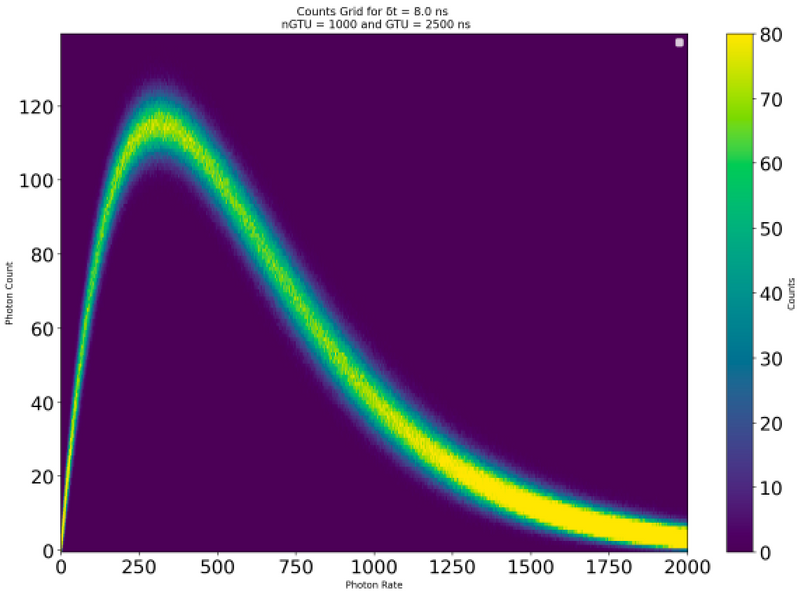 Counts Grid for δt = 8.0 ns
nGTU = 1000 and GTU = 2500 ns
Photon Count
120
100
80
60
40
20
0
0 250 500 750 1000 1250 1500 1750 2000
Photon Rate
80
70
60
50
40
30
20
10
0
Counts